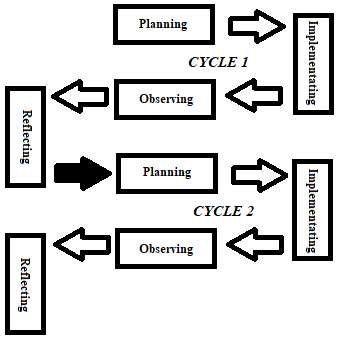 Planning
Implementating
CYCLE 1
Observing
Reflecting
Planning
Implementating
CYCLE 2
Observing
Reflecting